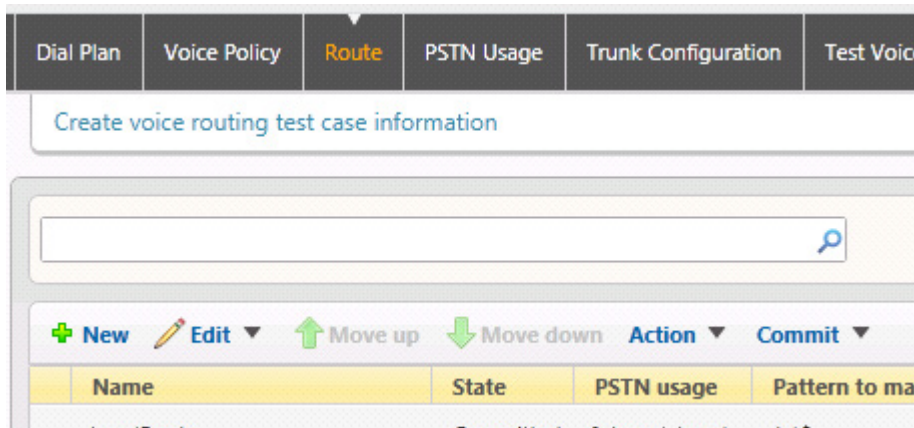 Dial Plan Voice Policy Route PSTN Usage Trunk Configuration Test Voic
Create voice routing test case information
New Edit Move up Move down Action Commit
Name State PSTN usage Pattern to ma